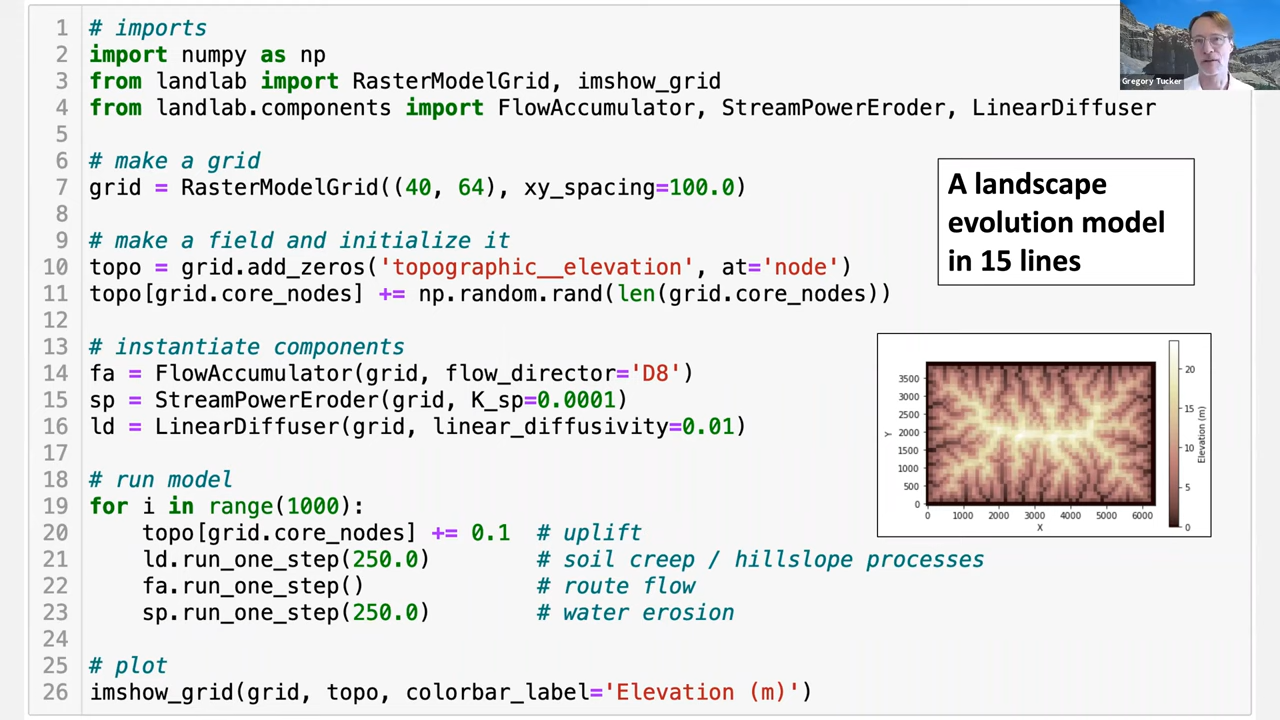 1 # imports
2 import numpy as np
3 from landlab import RasterModelGrid, imshow_grid
4 from landlab.components import FlowAccumulator, StreamPowerEroder, LinearDiffuser
5
6 # make a grid
7 grid = RasterModelGrid((40, 64), xy_spacing=100.0)
8
9 # make a field and initialize it
10 topo = grid.add_zeros('topographic__elevation', at='node')
11 topo[grid.core_nodes] += np.random.rand(len(grid.core_nodes))
12
13 # instantiate components
14 fa = FlowAccumulator(grid, flow_director='D8')
15 sp = StreamPowerEroder(grid, K_sp=0.0001)
16 ld = LinearDiffuser(grid, linear_diffusivity=0.01)
17
18 # run model
19 for i in range(1000):
20     topo[grid.core_nodes] += 0.1  # uplift
21     ld.run_one_step(250.0)        # soil creep / hillslope processes
22     fa.run_one_step()             # route flow
23     sp.run_one_step(250.0)        # water erosion
24
25 # plot
26 imshow_grid(grid, topo, colorbar_label='Elevation (m)')
Gregory Tucker
A landscape
evolution model
in 15 lines
3500
3000
2500
2000
1500
1000
500
0
Y
0 1000 2000 3000 4000 5000 6000
X
20
15
10
5
0
Elevation (m)